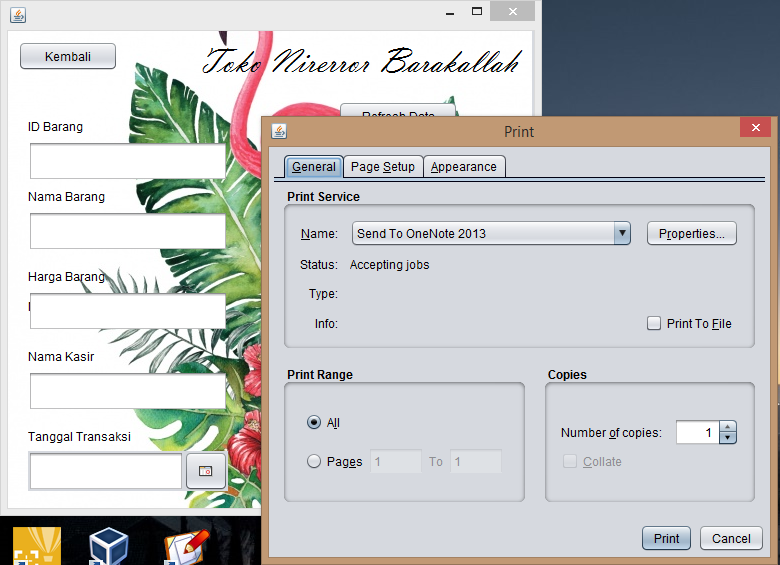 Kembali
Toko Nirerror Barakallah
Refresh Data
ID Barang
Nama Barang
Harga Barang
Nama Kasir
Tanggal Transaksi
Print
General
Page Setup
Appearance
Print Service
Name:
Send To OneNote 2013
Properties...
Status:
Accepting jobs
Type:
Info:
Print To File
Print Range
All
Pages
1
To
1
Copies
Number of copies:
1
Collate
Print
Cancel